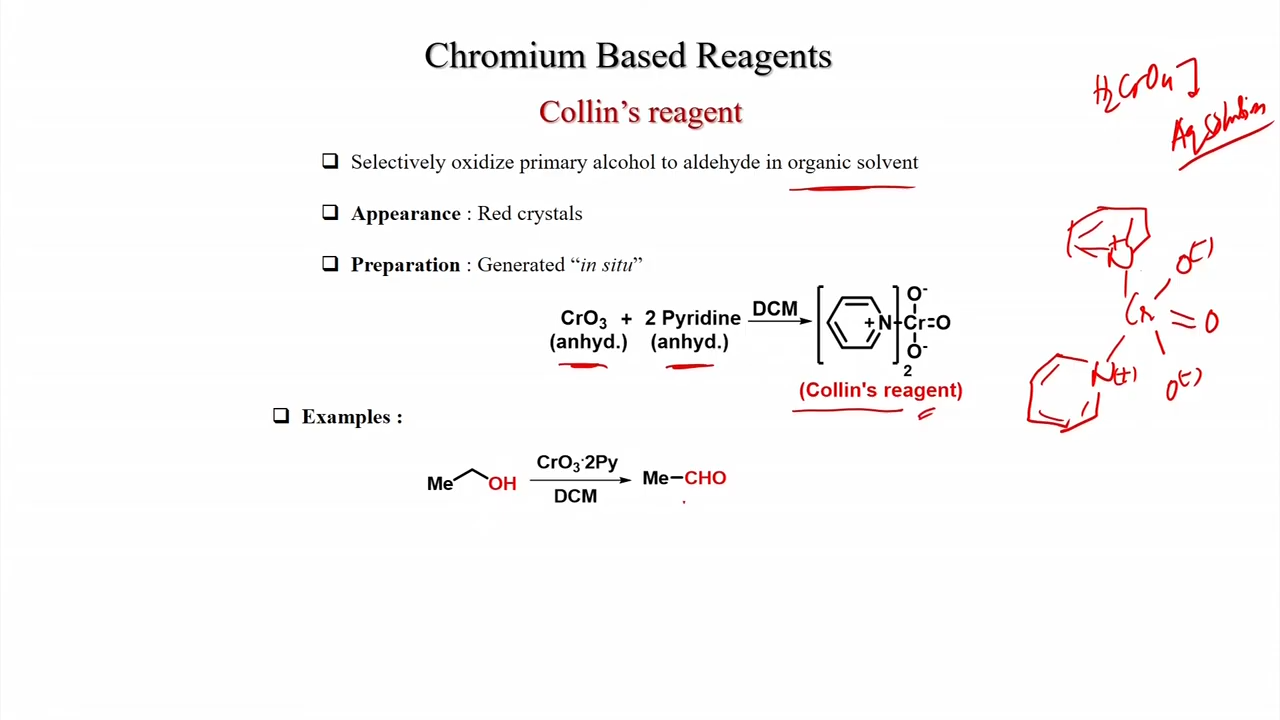 Chromium Based Reagents
Collin's reagent
H2CrO4]
Aq solution
❑ Selectively oxidize primary alcohol to aldehyde in organic solvent
❑ Appearance : Red crystals
❑ Preparation : Generated “in situ”
CrO3 + 2 Pyridine
(anhyd.) (anhyd.)
DCM
[ +N-Cr=O
O-
O-
]2
(Collin's reagent)
N+
O(-)
Cr=O
N(+)
O(-)
❑ Examples :
Me OH
CrO3·2Py
DCM
Me–CHO